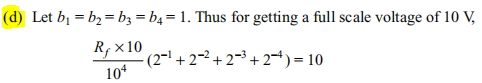 (d) Let b₁ = b₂ = b₃ = b₄ = 1. Thus for getting a full scale voltage of 10 V,
R_f × 10 / 10⁴ (2⁻¹ + 2⁻² + 2⁻³ + 2⁻⁴) = 10